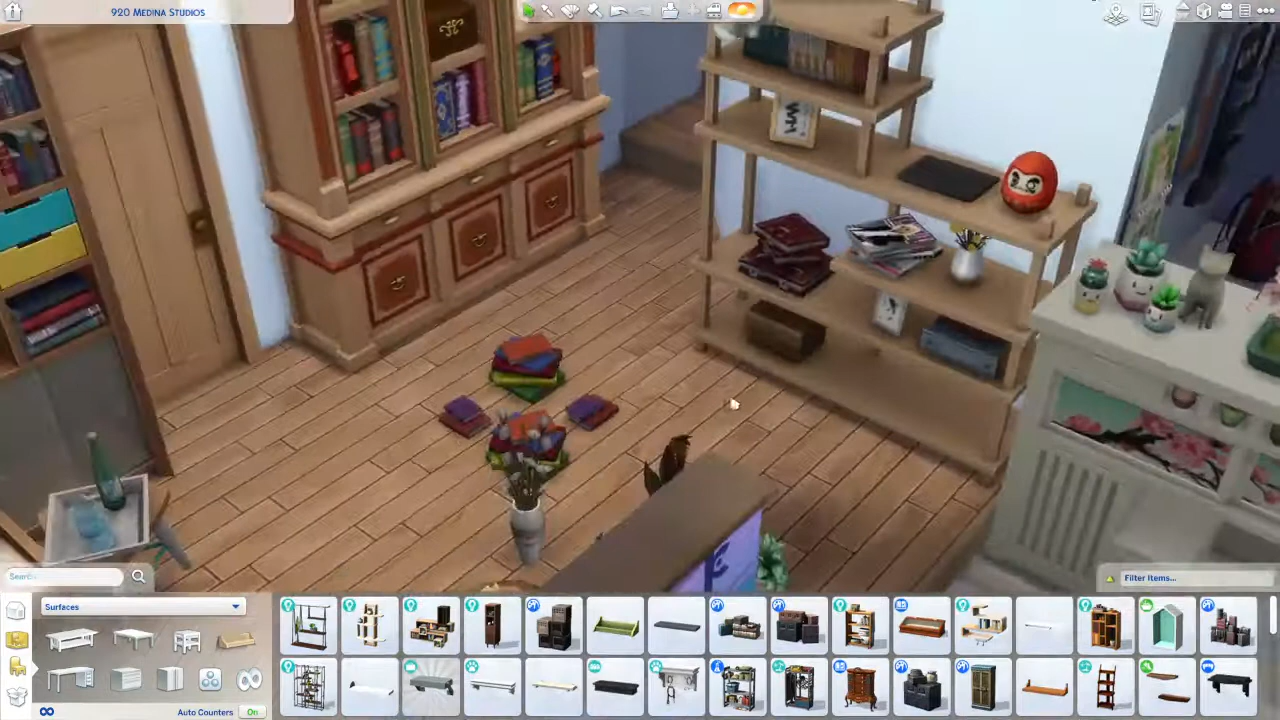 920 Medina Studios
Search...
Filter Items...
Surfaces
Auto Counters
On